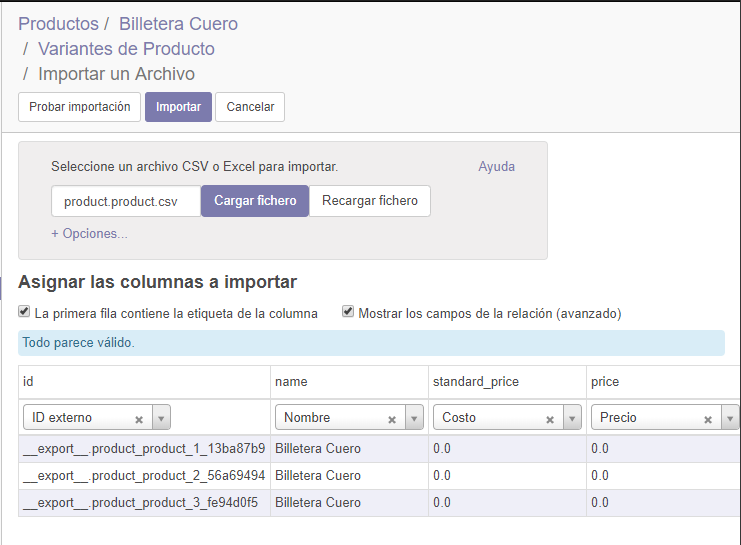 Productos / Billetera Cuero
/ Variantes de Producto
/ Importar un Archivo
Probar importación Importar Cancelar
Seleccione un archivo CSV o Excel para importar. Ayuda
product.product.csv Cargar fichero Recargar fichero
+ Opciones...
Asignar las columnas a importar
La primera fila contiene la etiqueta de la columna Mostrar los campos de la relación (avanzado)
Todo parece válido.
id name standard_price price
ID externo Nombre Costo Precio
__export__.product_product_1_13ba87b9 Billetera Cuero 0.0 0.0
__export__.product_product_2_56a69494 Billetera Cuero 0.0 0.0
__export__.product_product_3_fe94d0f5 Billetera Cuero 0.0 0.0